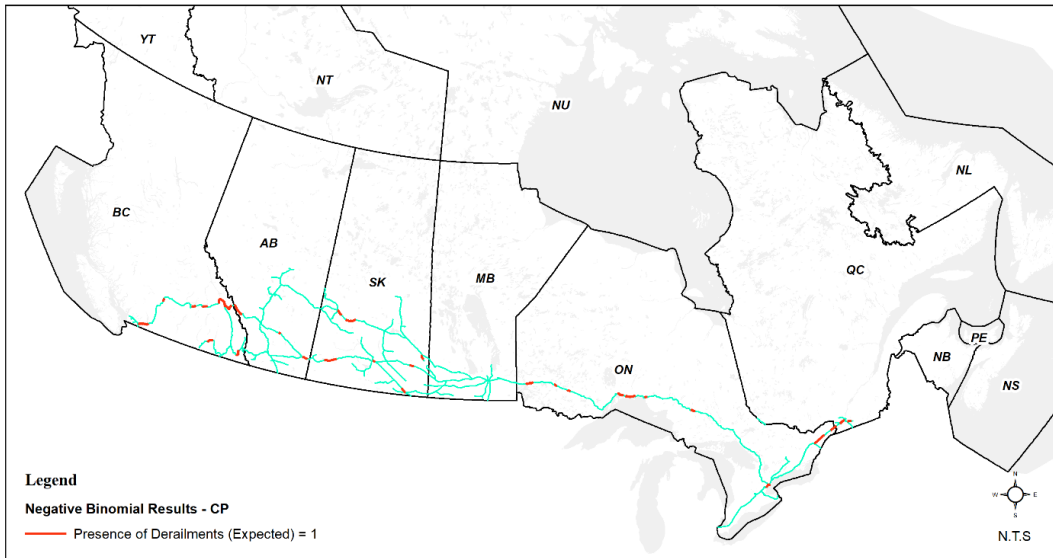 YT
NT
NU
NL
BC
AB
SK
MB
QC
ON
NB
PE
NS
Legend
Negative Binomial Results - CP
Presence of Derailments (Expected) = 1
N
W
E
S
N.T.S